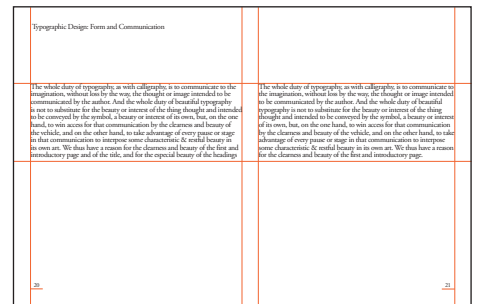 Typographic Design: Form and Communication
The whole duty of typography, as with calligraphy, is to communicate to the
imagination, without loss by the way, the thought or image intended to be
communicated by the author. And the whole duty of beautiful typography
is not to substitute for the beauty or interest of the thing thought and intended
to be conveyed by the symbol, a beauty or interest of its own, but, on the one
hand, to win access for that communication by the clearness and beauty of
the vehicle, and on the other hand, to take advantage of every pause or stage
in that communication to interpose some characteristic & restful beauty in
its own art. We thus have a reason for the clearness and beauty of the first and
introductory page and of the title, and for the especial beauty of the headings
20
The whole duty of typography, as with calligraphy, is to communicate to
the imagination, without loss by the way, the thought or image intended
to be communicated by the author. And the whole duty of beautiful
typography is not to substitute for the beauty or interest of the thing
thought and intended to be conveyed by the symbol, a beauty or interest
of its own, but, on the one hand, to win access for that communication
by the clearness and beauty of the vehicle, and on the other hand, to take
advantage of every pause or stage in that communication to interpose
some characteristic & restful beauty in its own art. We thus have a reason
for the clearness and beauty of the first and introductory page.
21